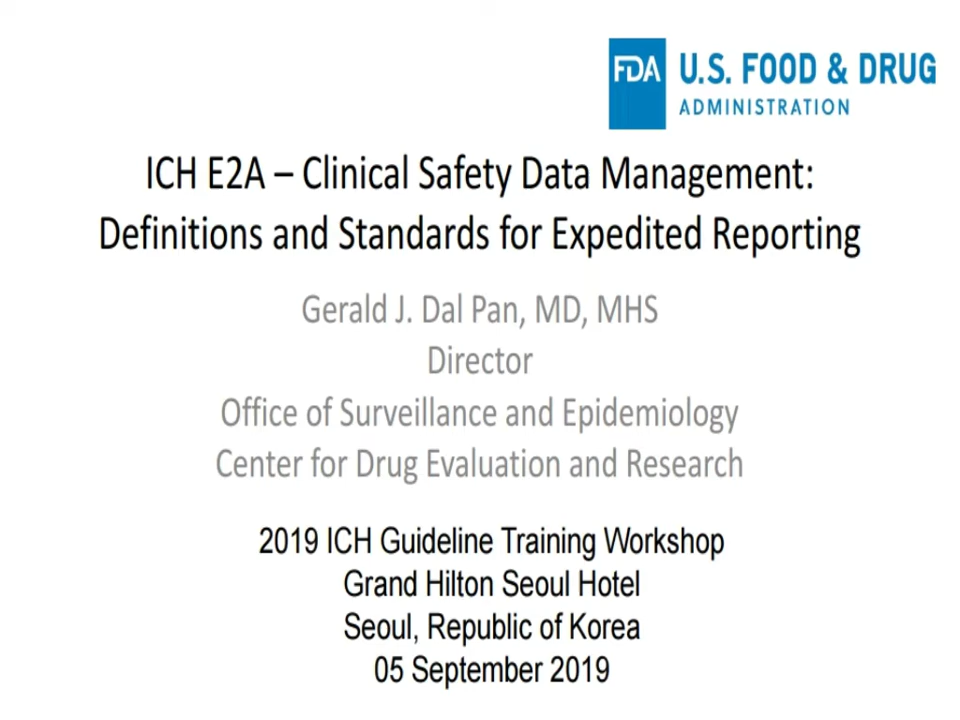 FDA U.S. FOOD & DRUG
ADMINISTRATION
ICH E2A – Clinical Safety Data Management:
Definitions and Standards for Expedited Reporting
Gerald J. Dal Pan, MD, MHS
Director
Office of Surveillance and Epidemiology
Center for Drug Evaluation and Research
2019 ICH Guideline Training Workshop
Grand Hilton Seoul Hotel
Seoul, Republic of Korea
05 September 2019